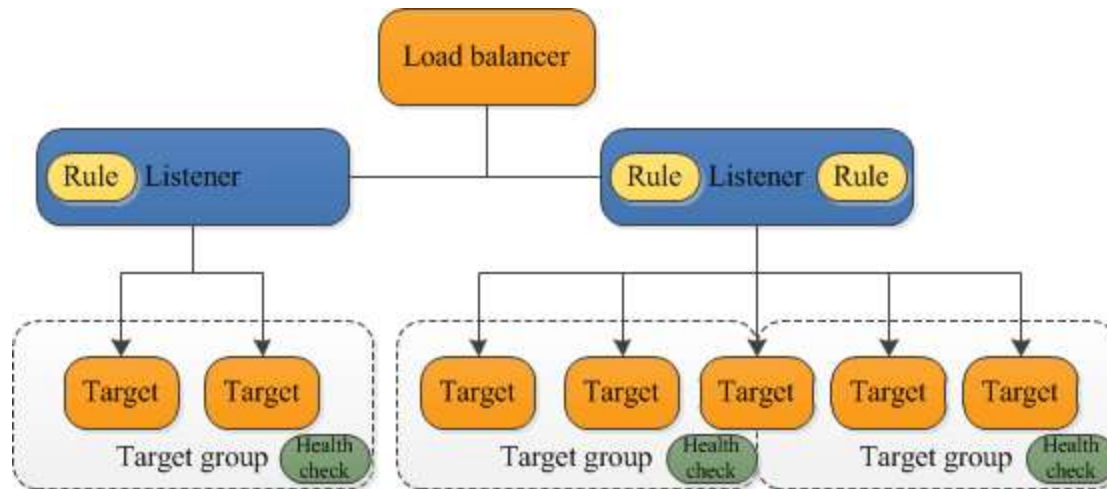 Load balancer
Rule Listener
Rule Listener Rule
Target Target
Target Target Target Target Target
Target group Health check
Target group Health check
Target group Health check